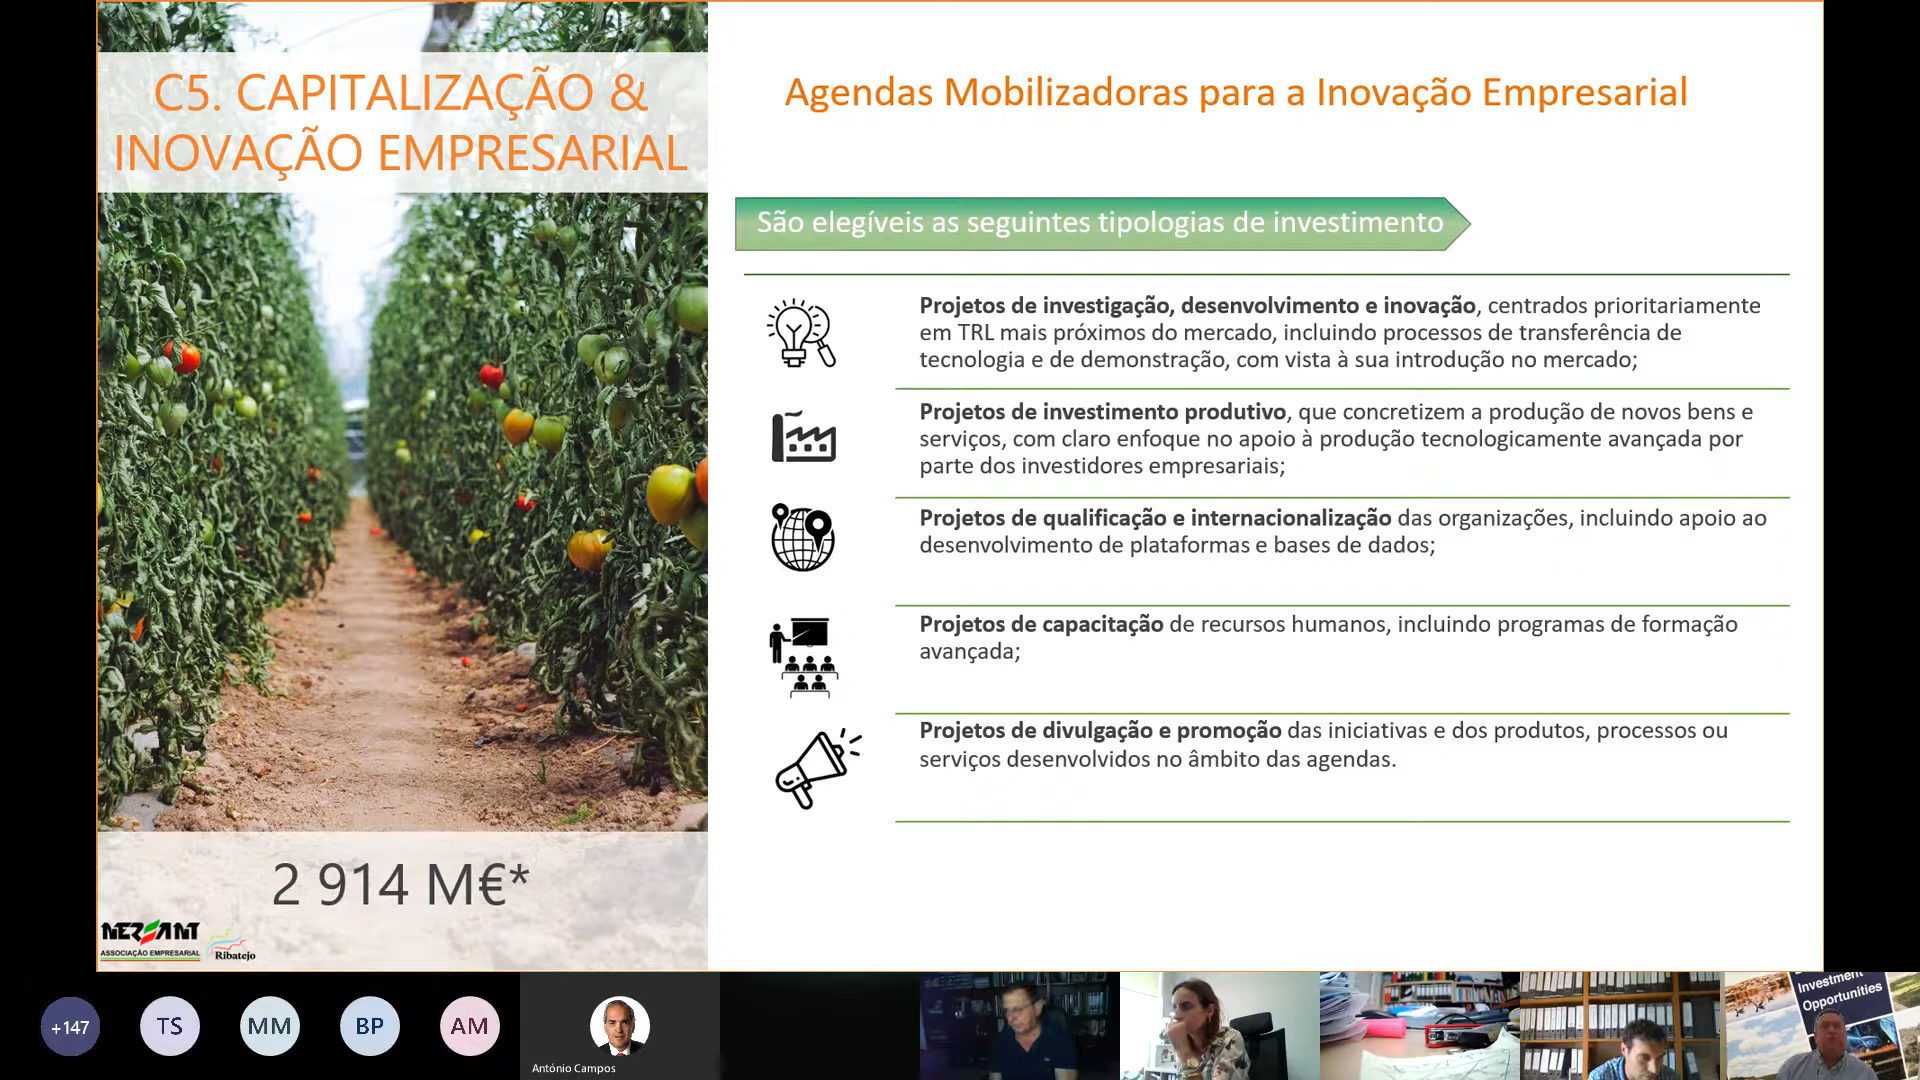 C5. CAPITALIZAÇÃO &
INOVAÇÃO EMPRESARIAL
2 914 M€*
NERSANT
ASSOCIAÇÃO EMPRESARIAL
Ribatejo
Agendas Mobilizadoras para a Inovação Empresarial
São elegíveis as seguintes tipologias de investimento
Projetos de investigação, desenvolvimento e inovação, centrados prioritariamente
em TRL mais próximos do mercado, incluindo processos de transferência de
tecnologia e de demonstração, com vista à sua introdução no mercado;
Projetos de investimento produtivo, que concretizem a produção de novos bens e
serviços, com claro enfoque no apoio à produção tecnologicamente avançada por
parte dos investidores empresariais;
Projetos de qualificação e internacionalização das organizações, incluindo apoio ao
desenvolvimento de plataformas e bases de dados;
Projetos de capacitação de recursos humanos, incluindo programas de formação
avançada;
Projetos de divulgação e promoção das iniciativas e dos produtos, processos ou
serviços desenvolvidos no âmbito das agendas.
+147
TS
MM
BP
AM
António Campos
Investment
Opportunities